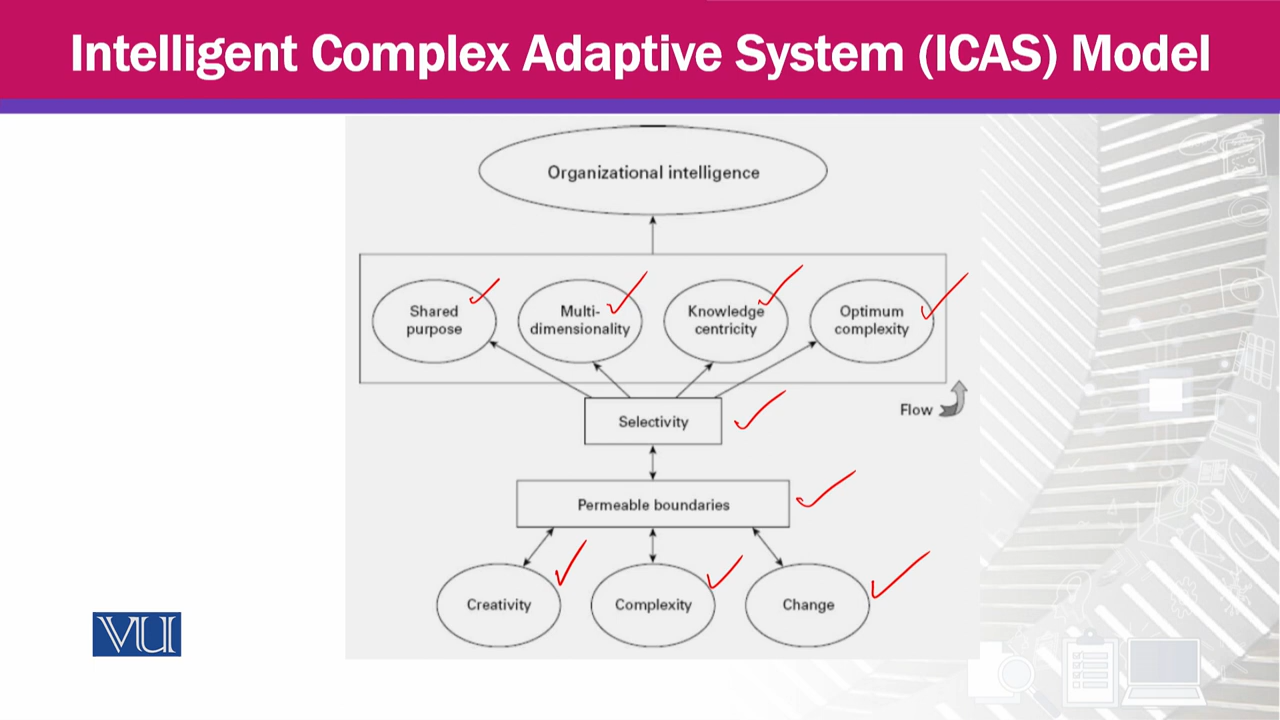 Intelligent Complex Adaptive System (ICAS) Model
Organizational intelligence
Shared
purpose
Multi-
dimensionality
Knowledge
centricity
Optimum
complexity
Selectivity
Flow
Permeable boundaries
Creativity
Complexity
Change
VU